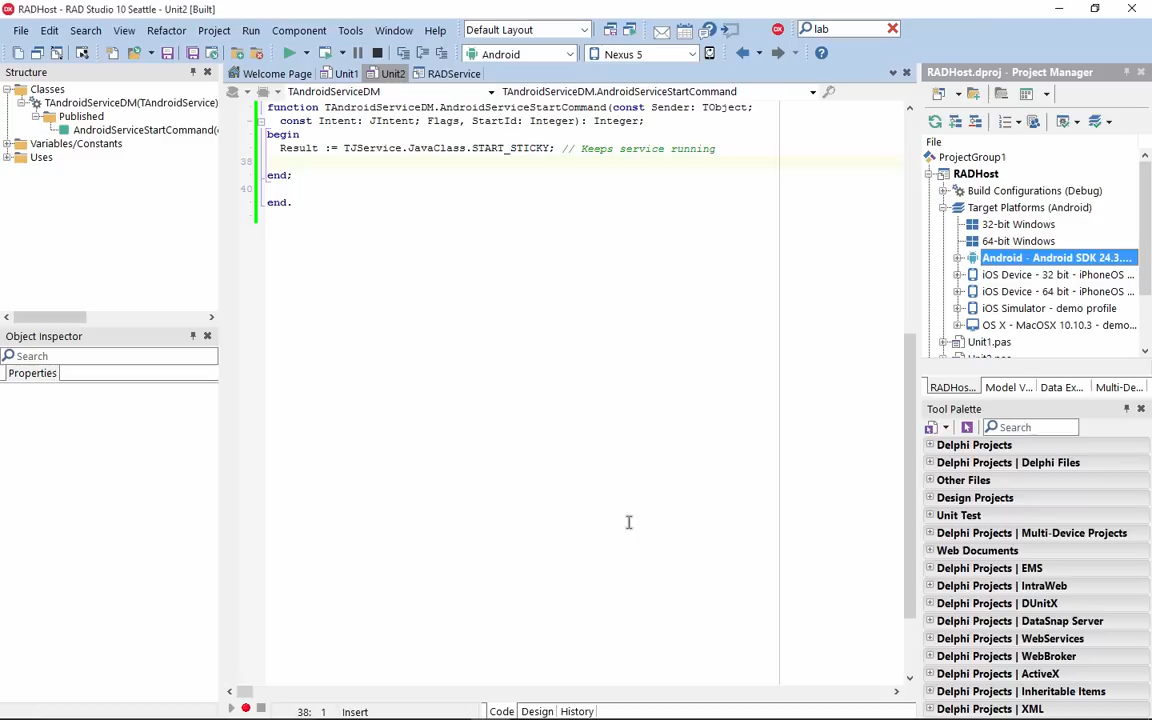 RADHost - RAD Studio 10 Seattle - Unit2 [Built]
File Edit Search View Refactor Project Run Component Tools Window Help
Default Layout
lab
Android
Nexus 5
Structure
Welcome Page
Unit1
Unit2
RADService
RADHost.dproj - Project Manager
Classes
TAndroidServiceDM(TAndroidService)
Published
AndroidServiceStartCommand(
Variables/Constants
Uses
TAndroidServiceDM
TAndroidServiceDM.AndroidServiceStartCommand
function TAndroidServiceDM.AndroidServiceStartCommand(const Sender: TObject;
const Intent: JIntent; Flags, StartId: Integer): Integer;
begin
Result := TJService.JavaClass.START_STICKY; // Keeps service running
38
end;
40
end.
File
ProjectGroup1
RADHost
Build Configurations (Debug)
Target Platforms (Android)
32-bit Windows
64-bit Windows
Android - Android SDK 24.3....
iOS Device - 32 bit - iPhoneOS ...
iOS Device - 64 bit - iPhoneOS ...
iOS Simulator - demo profile
OS X - MacOSX 10.10.3 - demo...
Unit1.pas
Unit2.pas
RADHos... Model V... Data Ex... Multi-De...
Object Inspector
Search
Properties
Tool Palette
Search
Delphi Projects
Delphi Projects | Delphi Files
Other Files
Design Projects
Unit Test
Delphi Projects | Multi-Device Projects
Web Documents
Delphi Projects | EMS
Delphi Projects | IntraWeb
Delphi Projects | DUnitX
Delphi Projects | DataSnap Server
Delphi Projects | WebServices
Delphi Projects | WebBroker
Delphi Projects | ActiveX
Delphi Projects | Inheritable Items
Delphi Projects | XML
38: 1
Insert
Code Design History